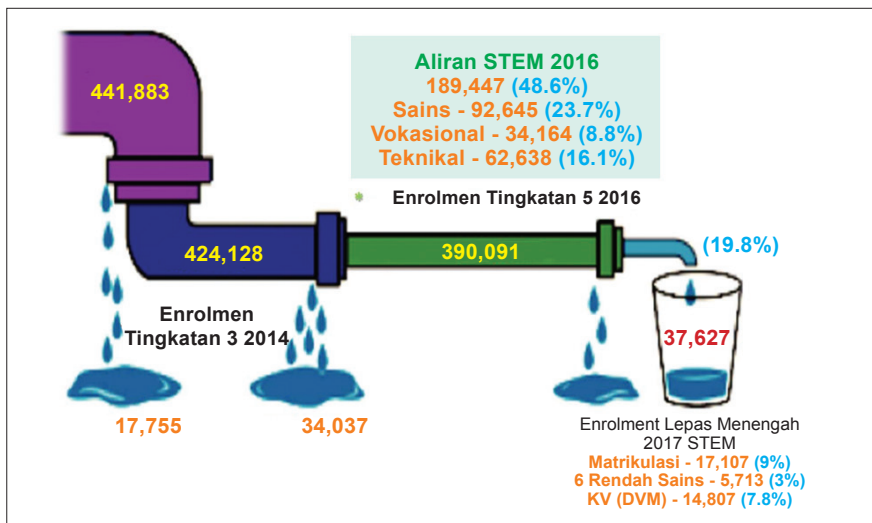 441,883
Aliran STEM 2016
189,447 (48.6%)
Sains - 92,645 (23.7%)
Vokasional - 34,164 (8.8%)
Teknikal - 62,638 (16.1%)
Enrolmen Tingkatan 5 2016
424,128
390,091
(19.8%)
Enrolmen
Tingkatan 3 2014
37,627
17,755
34,037
Enrolment Lepas Menengah
2017 STEM
Matrikulasi - 17,107 (9%)
6 Rendah Sains - 5,713 (3%)
KV (DVM) - 14,807 (7.8%)